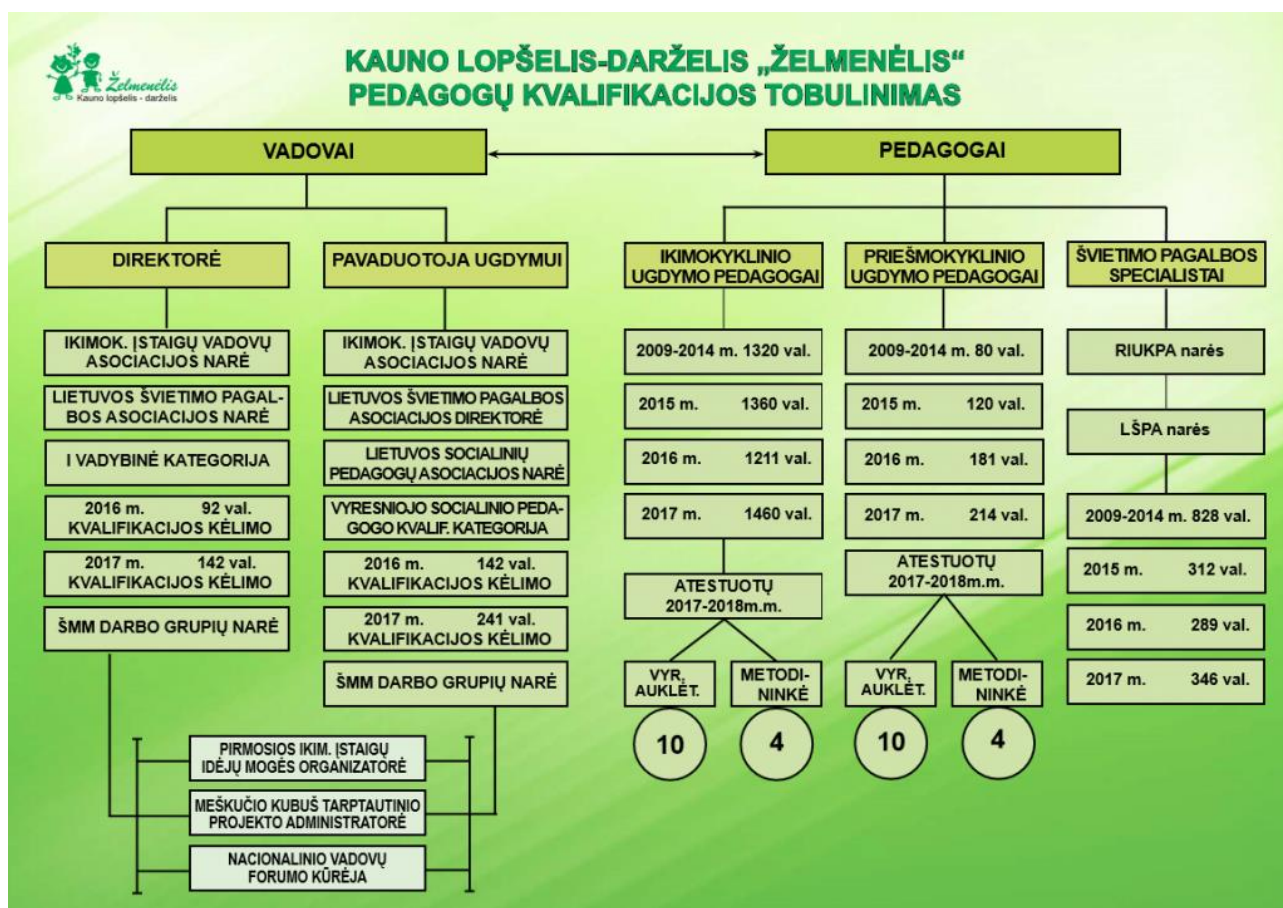 Želmenėlis
Kauno lopšelis - darželis
KAUNO LOPŠELIS-DARŽELIS „ŽELMENĖLIS“
PEDAGOGŲ KVALIFIKACIJOS TOBULINIMAS
VADOVAI
PEDAGOGAI
DIREKTORĖ
IKIMOK. ĮSTAIGŲ VADOVŲ
ASOCIACIJOS NARĖ
LIETUVOS ŠVIETIMO PAGAL-
BOS ASOCIACIJOS NARĖ
I VADYBINĖ KATEGORIJA
2016 m. 92 val.
KVALIFIKACIJOS KĖLIMO
2017 m. 142 val.
KVALIFIKACIJOS KĖLIMO
ŠMM DARBO GRUPIŲ NARĖ
PAVADUOTOJA UGDYMUI
IKIMOK. ĮSTAIGŲ VADOVŲ
ASOCIACIJOS NARĖ
LIETUVOS ŠVIETIMO PAGALBOS
ASOCIACIJOS DIREKTORĖ
LIETUVOS SOCIALINIŲ
PEDAGOGŲ ASOCIACIJOS NARĖ
VYRESNIOJO SOCIALINIO PEDA-
GOGO KVALIF. KATEGORIJA
2016 m. 142 val.
KVALIFIKACIJOS KĖLIMO
2017 m. 241 val.
KVALIFIKACIJOS KĖLIMO
ŠMM DARBO GRUPIŲ NARĖ
PIRMOSIOS IKIM. ĮSTAIGŲ
IDĖJŲ MOGĖS ORGANIZATORĖ
MEŠKUČIO KUBUŠ TARPTAUTINIO
PROJEKTO ADMINISTRATORĖ
NACIONALINIO VADOVŲ
FORUMO KŪRĖJA
IKIMOKYKLINIO
UGDYMO PEDAGOGAI
2009-2014 m. 1320 val.
2015 m. 1360 val.
2016 m. 1211 val.
2017 m. 1460 val.
ATESTUOTŲ
2017-2018m.m.
VYR,
AUKLĖT.
METODI-
NINKĖ
10
4
PRIEŠMOKYKLINIO
UGDYMO PEDAGOGAI
2009-2014 m. 80 val.
2015 m. 120 val.
2016 m. 181 val.
2017 m. 214 val.
ATESTUOTŲ
2017-2018m.m.
VYR,
AUKLĖT.
METODI-
NINKĖ
10
4
ŠVIETIMO PAGALBOS
SPECIALISTAI
RIUKPA narės
LŠPA narės
2009-2014 m. 828 val.
2015 m. 312 val.
2016 m. 289 val.
2017 m. 346 val.